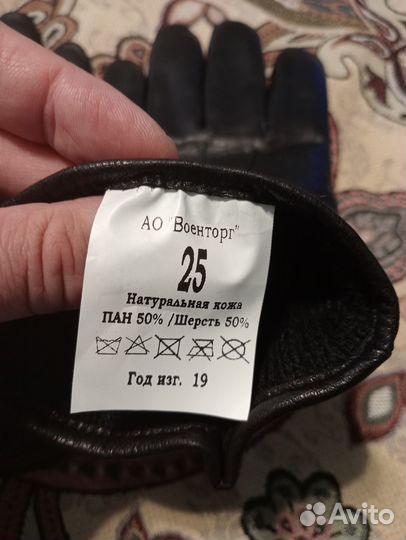 АО "Военторг"
25
Натуральная кожа
ПАН 50% /Шерсть 50%
Год изг. 19
Avito